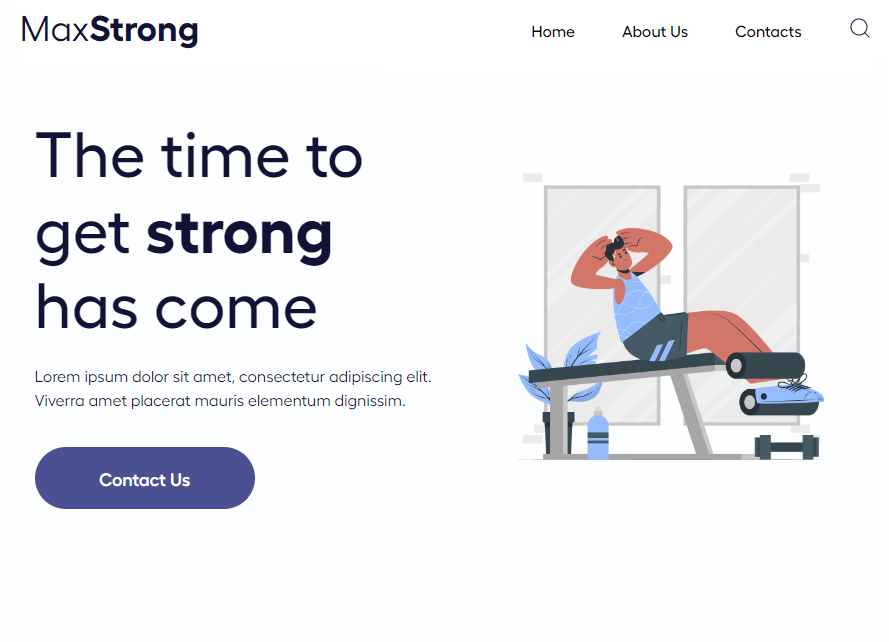 MaxStrong
Home
About Us
Contacts
The time to
get strong
has come
Lorem ipsum dolor sit amet, consectetur adipiscing elit.
Viverra amet placerat mauris elementum dignissim.
Contact Us